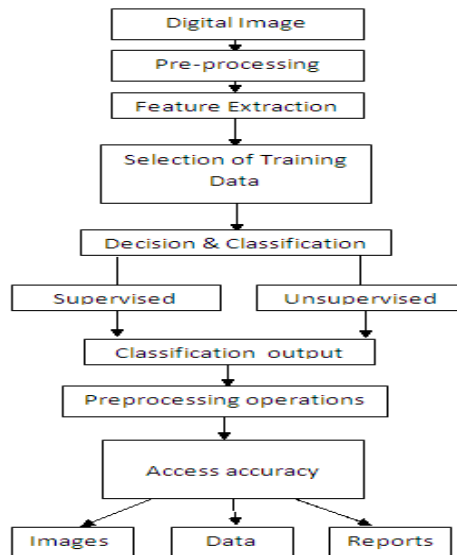 Digital Image
Pre-processing
Feature Extraction
Selection of Training
Data
Decision & Classification
Supervised
Unsupervised
Classification output
Preprocessing operations
Access accuracy
Images
Data
Reports